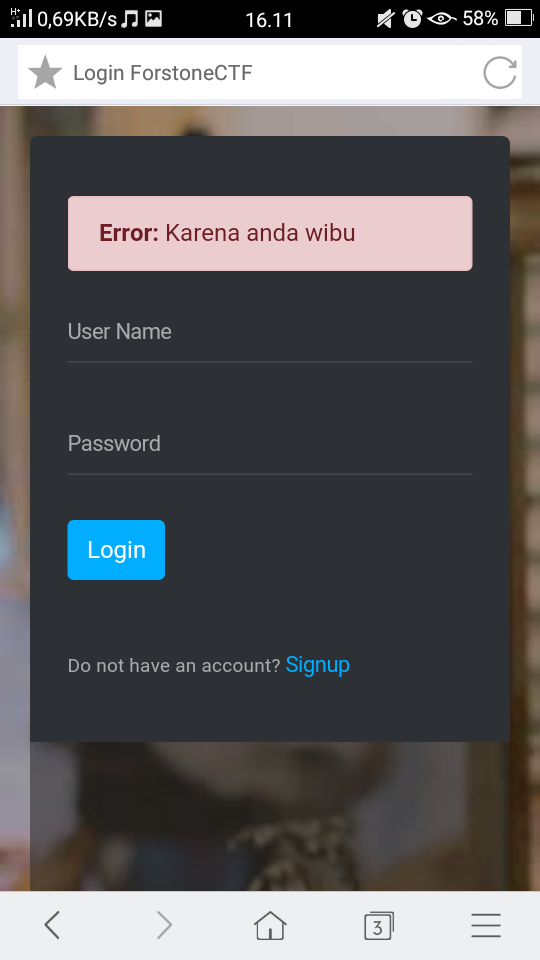 0,69KB/s 16.11 58%
Login ForstoneCTF
Error: Karena anda wibu
User Name
Password
Login
Do not have an account? Signup
3